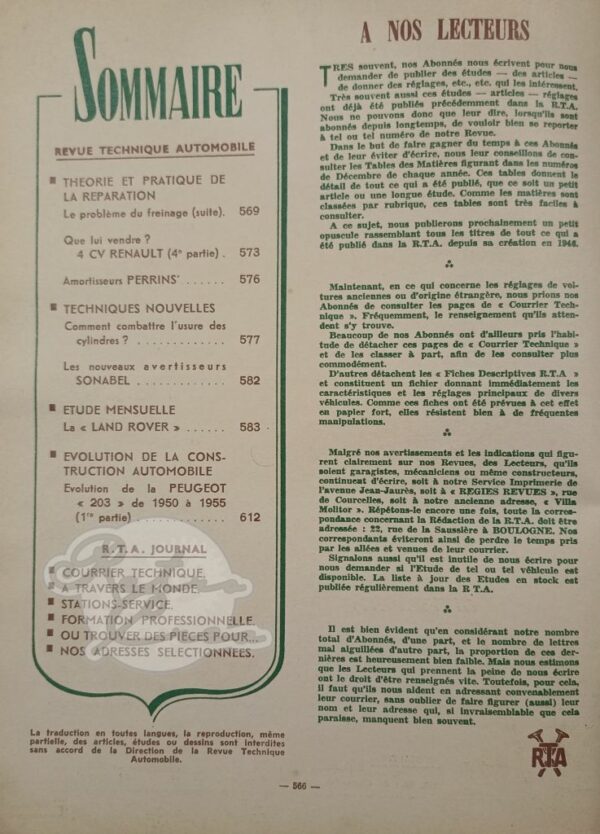 SOMMAIRE
REVUE TECHNIQUE AUTOMOBILE
THEORIE ET PRATIQUE DE
LA REPARATION
Le problème du freinage (suite). 569
Que lui vendre ?
4 CV RENAULT (4e partie) . 573
Amortisseurs PERRINS' ...... 576
TECHNIQUES NOUVELLES
Comment combattre l'usure des
cylindres ? ............. 577
Les nouveaux avertisseurs
SONABEL ............. 582
ETUDE MENSUELLE
La « LAND ROVER » ...... 583
EVOLUTION DE LA CONS-
TRUCTION AUTOMOBILE
Evolution de la PEUGEOT
« 203 » de 1950 à 1955
(1re partie) ............. 612
R.T.A. JOURNAL
COURRIER TECHNIQUE.
A TRAVERS LE MONDE.
STATIONS-SERVICE.
FORMATION PROFESSIONNELLE.
OU TROUVER DES PIECES POUR...
NOS ADRESSES SELECTIONNEES.
La traduction en toutes langues, la reproduction, même
partielle, des articles, études ou dessins sont interdites
sans accord de la Direction de la Revue Technique
Automobile.
A NOS LECTEURS
TRES souvent, nos Abonnés nous écrivent pour nous
demander de publier des études — des articles —
de donner des réglages, etc., etc. qui les intéressent.
Très souvent aussi ces études — articles — réglages
ont déjà été publiés précédemment dans la R.T.A.
Nous ne pouvons donc que leur dire, lorsqu'ils sont
abonnés depuis longtemps, de vouloir bien se reporter
à tel ou tel numéro de notre Revue.
Dans le but de faire gagner du temps à ces Abonnés
et de leur éviter d'écrire, nous leur conseillons de con-
sulter les Tables des Matières figurant dans les numéros
de Décembre de chaque année. Ces tables donnent le
détail de tout ce qui a été publié, que ce soit un petit
article ou une longue étude. Comme les matières sont
classées par rubrique, ces tables sont très faciles à
consulter.
A ce sujet, nous publierons prochainement un petit
opuscule rassemblant tous les titres de tout ce qui a
été publié dans la R.T.A. depuis sa création en 1946.
Maintenant, en ce qui concerne les réglages de voi-
tures anciennes ou d'origine étrangère, nous prions nos
Abonnés de consulter les pages de « Courrier Tech-
nique ». Fréquemment, le renseignement qu'ils atten-
dent s'y trouve.
Beaucoup de nos Abonnés ont d'ailleurs pris l'habi-
tude de détacher ces pages de « Courrier Technique »
et de les classer à part, afin de les consulter plus
commodément.
D'autres détachent les « Fiches Descriptives R.T.A »
et constituent un fichier donnant immédiatement les
caractéristiques et les réglages principaux de divers
véhicules. Comme ces fiches ont été prévues à cet effet
en papier fort, elles résistent bien à de fréquentes
manipulations.
Malgré nos avertissements et les indications qui figu-
rent clairement sur nos Revues, des Lecteurs, qu'ils
soient garagistes, mécaniciens ou même constructeurs,
continuent d'écrire, soit à notre Service Imprimerie de
l'avenue Jean-Jaurès, soit à « REGIES REVUES », rue
de Courcelles, soit à notre ancienne adresse, « Villa
Molitor ». Répétons-le encore une fois, toute la corres-
pondance concernant la Rédaction de la R.T.A. doit être
adressée : 22, rue de la Saussière à BOULOGNE. Nos
correspondants éviteront ainsi de perdre le temps pris
par les allées et venues de leur courrier.
Signalons aussi qu'il est inutile de nous écrire pour
nous demander si l'Etude de tel ou tel véhicule est
disponible. La liste à jour des Etudes en stock est
publiée régulièrement dans la R T.A.
Il est bien évident qu'en considérant notre nombre
total d'Abonnés, d'une part, et le nombre de lettres
mal aiguillées d'autre part, la proportion de ces der-
nières est heureusement bien faible. Mais nous estimons
que les Lecteurs qui prennent la peine de nous écrire
ont le droit d'être renseignés vite. Toutefois, pour cela,
il faut qu'ils nous aident en adressant convenablement
leur courrier, sans oublier de faire figurer (aussi) leur
nom et leur adresse qui, si invraisemblable que cela
paraisse, manquent bien souvent.
RTA
— 566 —